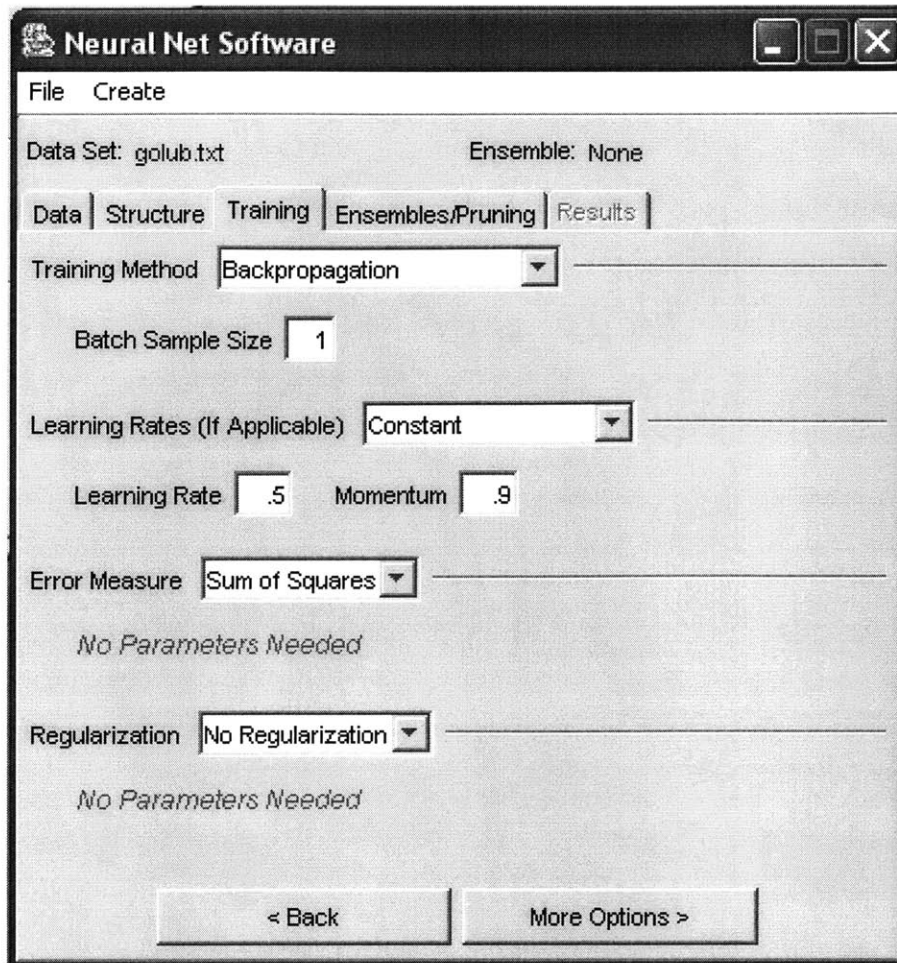 Neural Net Software
File Create
Data Set: golub.txt Ensemble: None
Data Structure Training Ensembles/Pruning Results
Training Method Backpropagation
Batch Sample Size 1
Learning Rates (If Applicable) Constant
Learning Rate .5 Momentum .9
Error Measure Sum of Squares
No Parameters Needed
Regularization No Regularization
No Parameters Needed
< Back More Options >